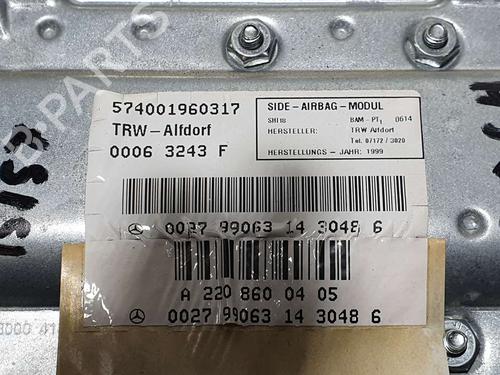 574001960317
TRW-Alfdorf
0006 3243 F
SIDE-AIRBAG-MODUL
SHI18 BAM-PT1 0614
HERSTELLER: TRW Alfdorf
Tel. 07172 / 3020
HERSTELLUNGS - JAHR: 1999
0027 99063 14 3048 6
A 220 860 04 05
0027 99063 14 3048 6